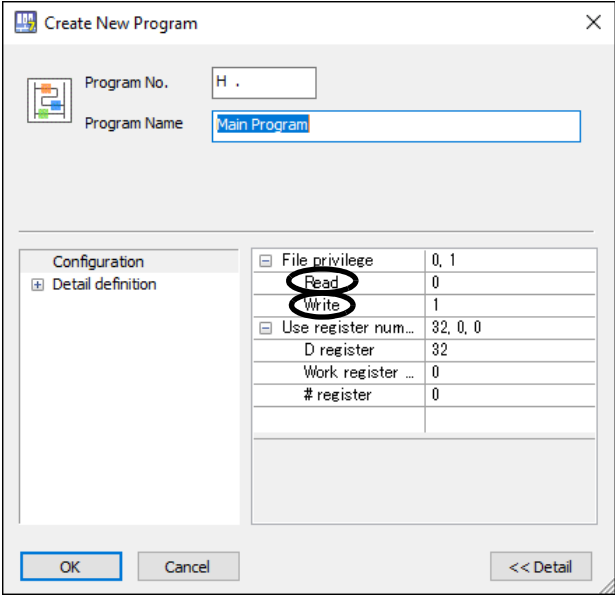 Create New Program
Program No. H .
Program Name Main Program
Configuration
Detail definition
File privilege 0, 1
Read 0
Write 1
Use register num... 32, 0, 0
D register 32
Work register ... 0
# register 0
OK Cancel << Detail